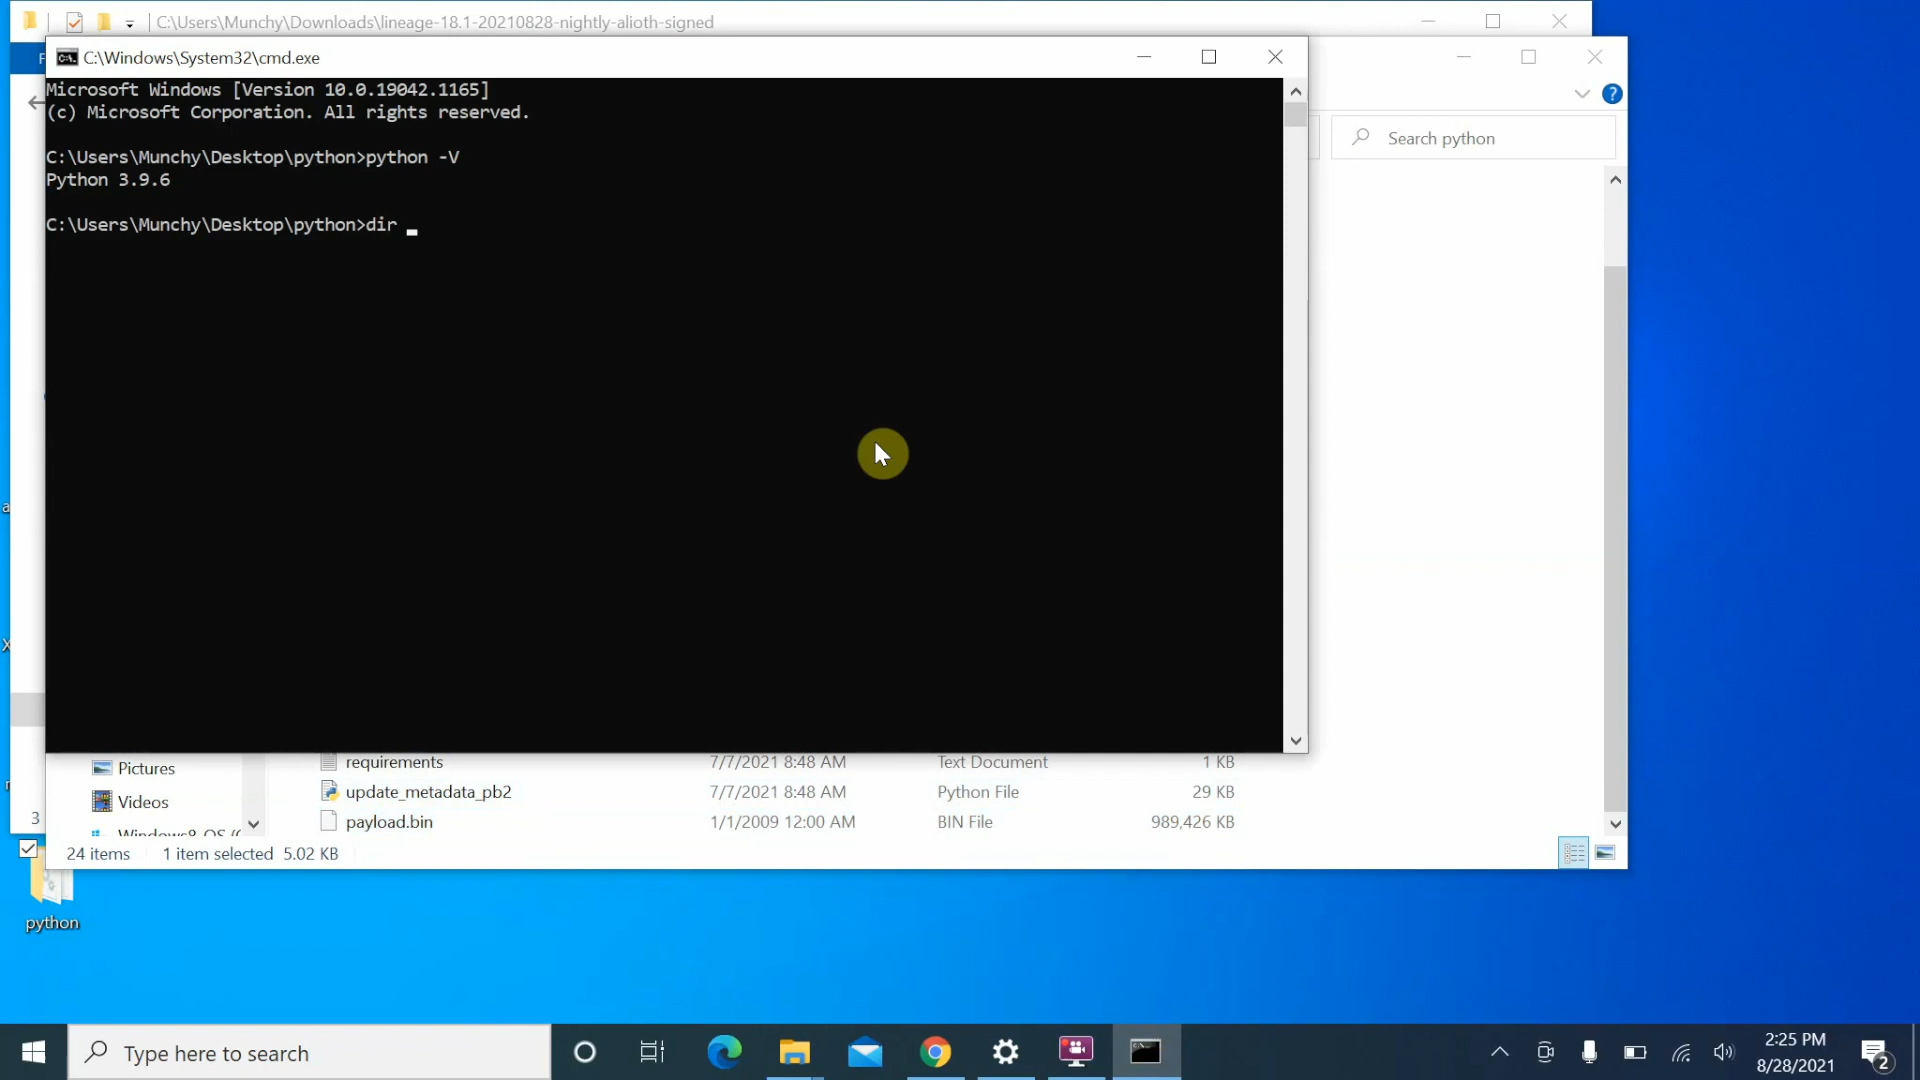 C:\Users\Munchy\Downloads\lineage-18.1-20210828-nightly-alioth-signed
C:\Windows\System32\cmd.exe
Microsoft Windows [Version 10.0.19042.1165]
(c) Microsoft Corporation. All rights reserved.
Search python
C:\Users\Munchy\Desktop\python>python -V
Python 3.9.6
C:\Users\Munchy\Desktop\python>dir
requirements 7/7/2021 8:48 AM Text Document 1 KB
Pictures
update_metadata_pb2 7/7/2021 8:48 AM Python File 29 KB
Videos
payload.bin 1/1/2009 12:00 AM BIN File 989,426 KB
3
24 items 1 item selected 5.02 KB
python
Type here to search
2:25 PM
8/28/2021
2